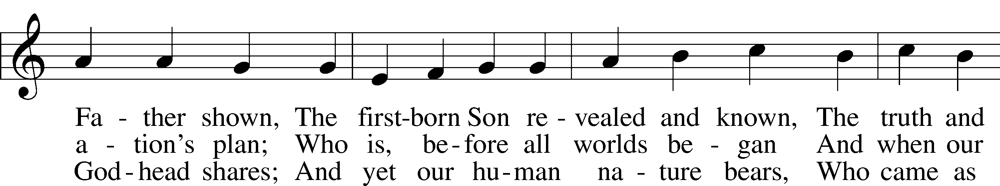 Fa - ther shown, The first-born Son re - vealed and known, The truth and
a - tion's plan; Who is, be - fore all worlds be - gan And when our
God - head shares; And yet our hu - man na - ture bears, Who came as